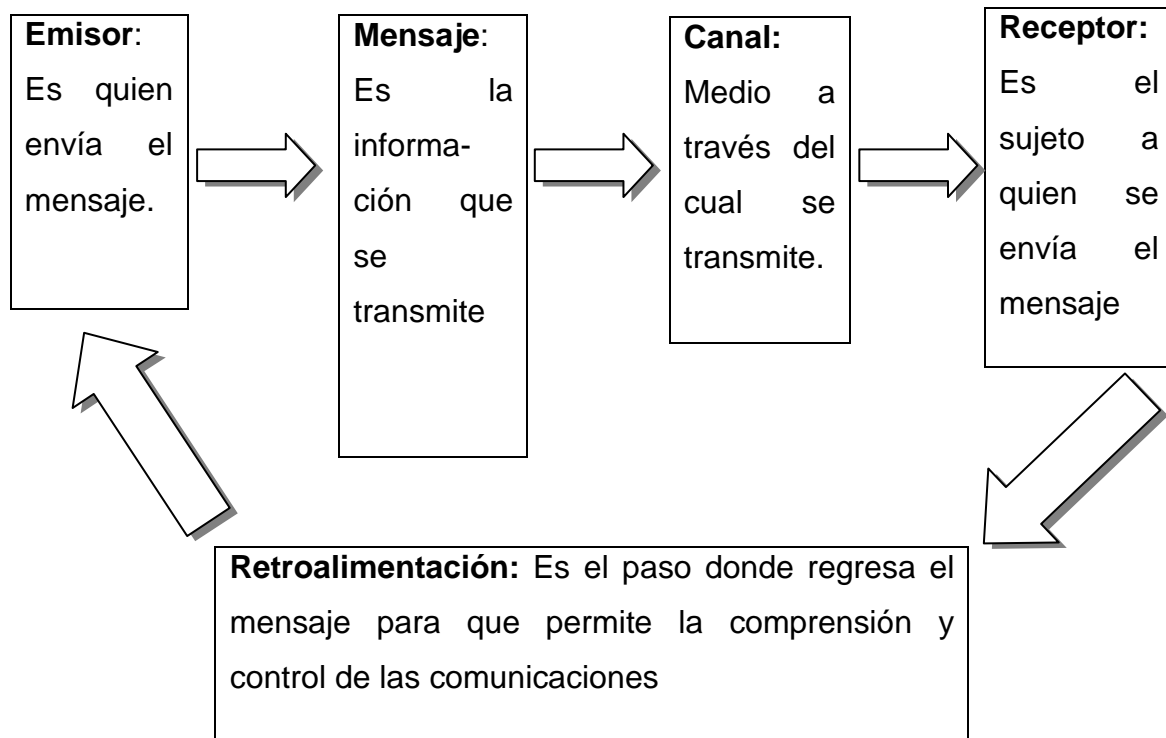 Emisor:
Es quien
envía el
mensaje.
Mensaje:
Es la
informa-
ción que
se
transmite
Canal:
Medio a
través del
cual se
transmite.
Receptor:
Es el
sujeto a
quien se
envía el
mensaje
Retroalimentación: Es el paso donde regresa el
mensaje para que permite la comprensión y
control de las comunicaciones